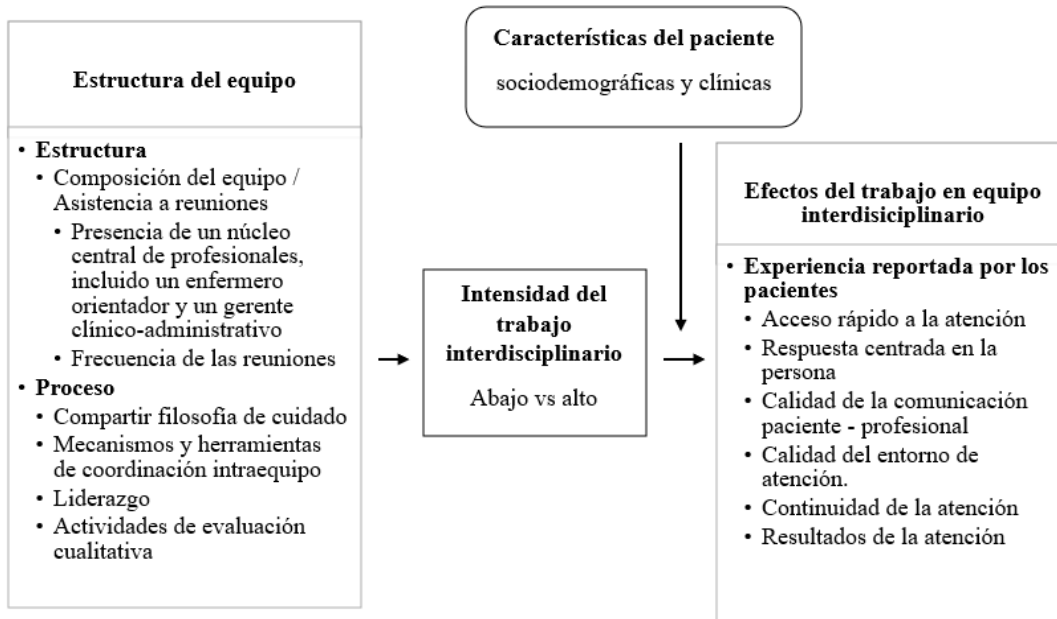 Estructura del equipo
• Estructura
• Composición del equipo /
Asistencia a reuniones
• Presencia de un núcleo
central de profesionales,
incluido un enfermero
orientador y un gerente
clínico-administrativo
• Frecuencia de las reuniones
• Proceso
• Compartir filosofía de cuidado
• Mecanismos y herramientas
de coordinación intraequipo
• Liderazgo
• Actividades de evaluación
cualitativa
Características del paciente
sociodemográficas y clínicas
Intensidad del
trabajo
interdisciplinario
Abajo vs alto
Efectos del trabajo en equipo
interdisiciplinario
• Experiencia reportada por los
pacientes
• Acceso rápido a la atención
• Respuesta centrada en la
persona
• Calidad de la comunicación
paciente - profesional
• Calidad del entorno de
atención.
• Continuidad de la atención
• Resultados de la atención